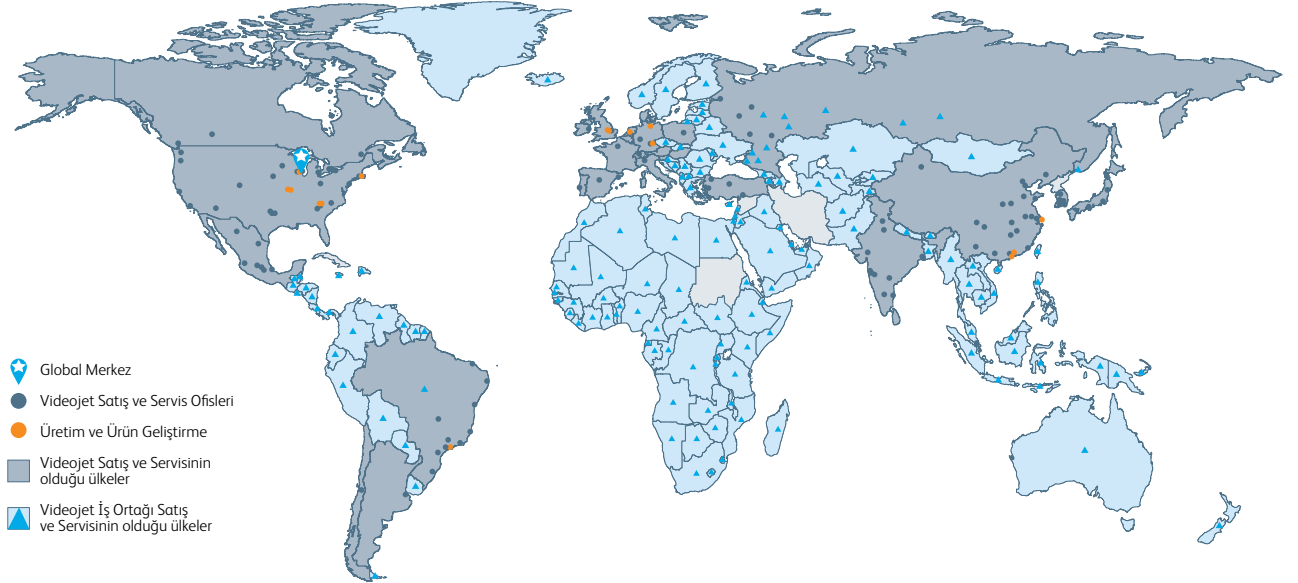 Global Merkez
Videojet Satış ve Servis Ofisleri
Üretim ve Ürün Geliştirme
Videojet Satış ve Servisinin
olduğu ülkeler
Videojet İş Ortağı Satış
ve Servisinin olduğu ülkeler